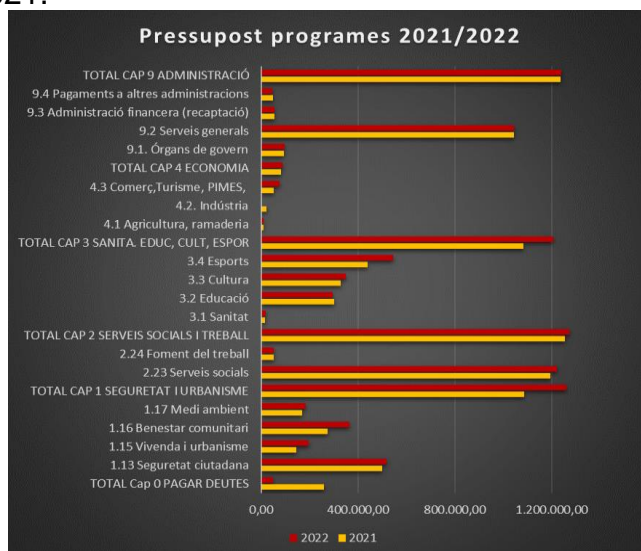 Pressupost programes 2021/2022
TOTAL CAP 9 ADMINISTRACIÓ
9.4 Pagaments a altres administracions
9.3 Administració financera (recaptació)
9.2 Serveis generals
9.1. Órgans de govern
TOTAL CAP 4 ECONOMIA
4.3 Comerç,Turisme, PIMES,
4.2. Indústria
4.1 Agricultura, ramaderia
TOTAL CAP 3 SANITA. EDUC, CULT, ESPOR
3.4 Esports
3.3 Cultura
3.2 Educació
3.1 Sanitat
TOTAL CAP 2 SERVEIS SOCIALS I TREBALL
2.24 Foment del treball
2.23 Serveis socials
TOTAL CAP 1 SEGURETAT I URBANISME
1.17 Medi ambient
1.16 Benestar comunitari
1.15 Vivenda i urbanisme
1.13 Seguretat ciutadana
TOTAL Cap 0 PAGAR DEUTES
0,00 400.000,00 800.000,00 1.200.000,00
2022 2021